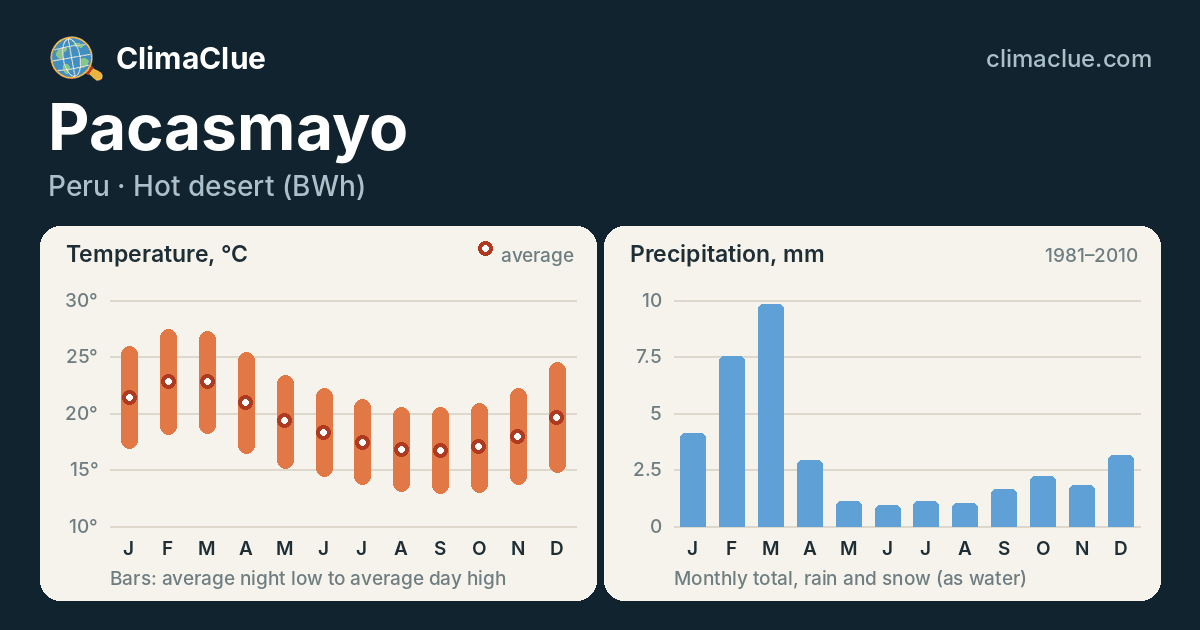 ClimaClue
climaclue.com
Pacasmayo
Peru · Hot desert (BWh)
Temperature, °C
average
30°
25°
20°
15°
10°
J F M A M J J A S O N D
Bars: average night low to average day high
Precipitation, mm
1981–2010
10
7.5
5
2.5
0
J F M A M J J A S O N D
Monthly total, rain and snow (as water)